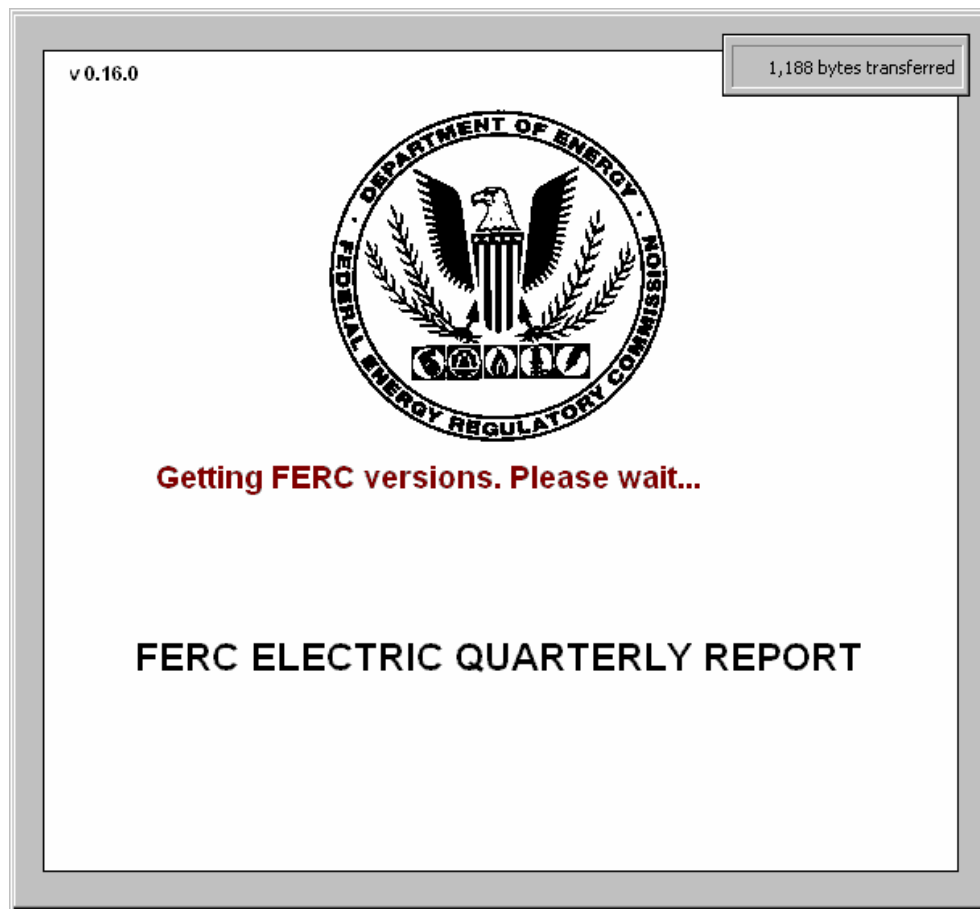 v 0.16.0
1,188 bytes transferred
· DEPARTMENT OF ENERGY ·
FEDERAL ENERGY REGULATORY COMMISSION
Getting FERC versions. Please wait...
FERC ELECTRIC QUARTERLY REPORT